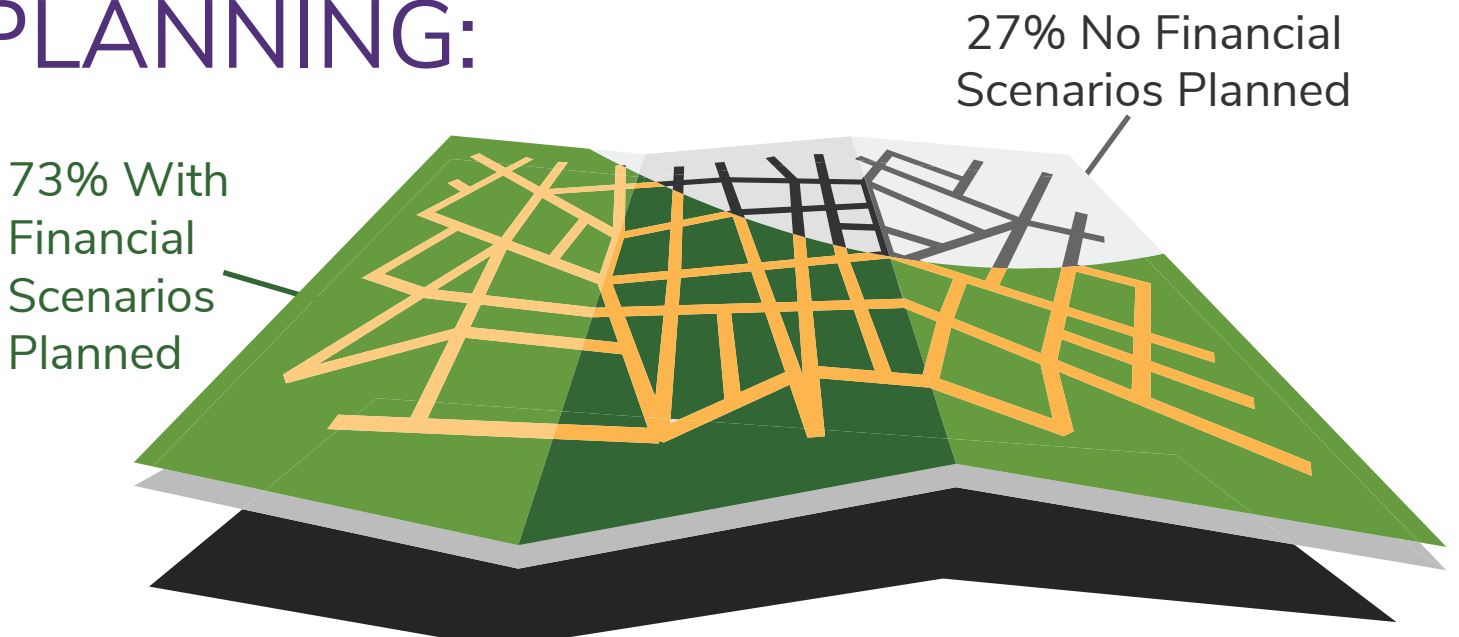 PLANNING:
27% No Financial
Scenarios Planned
73% With
Financial
Scenarios
Planned